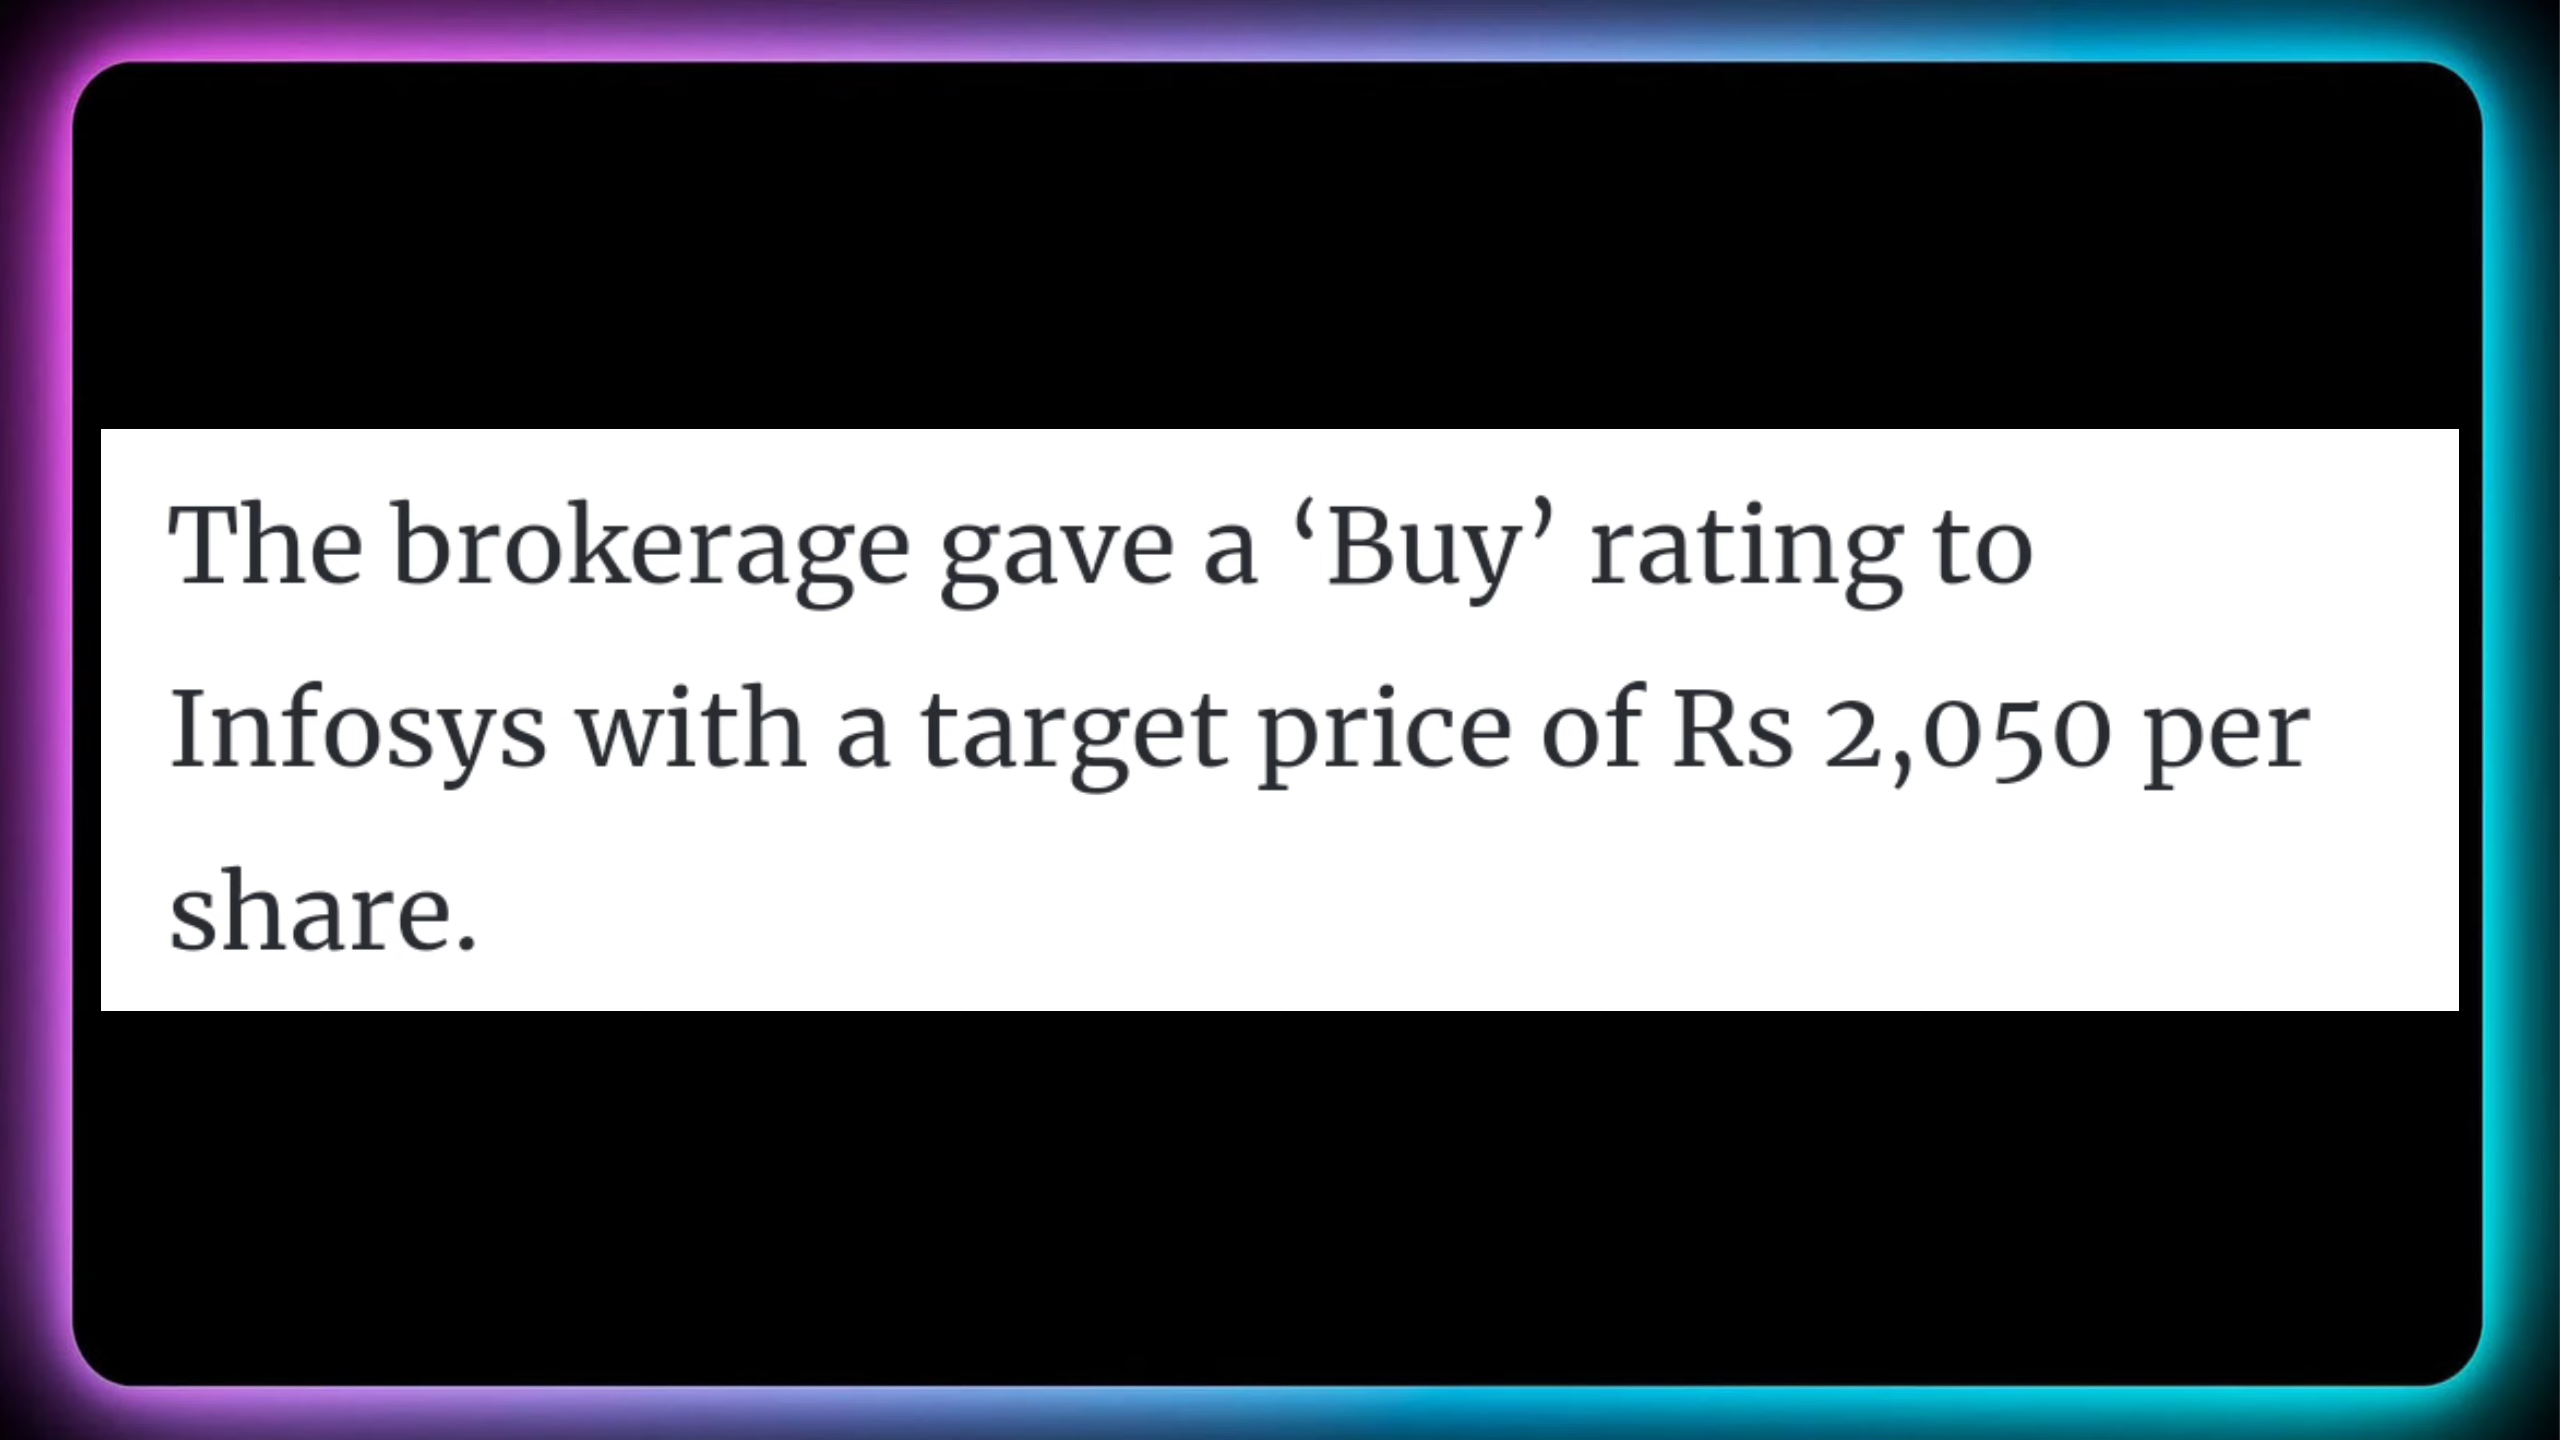 The brokerage gave a ‘Buy’ rating to
Infosys with a target price of Rs 2,050 per
share.